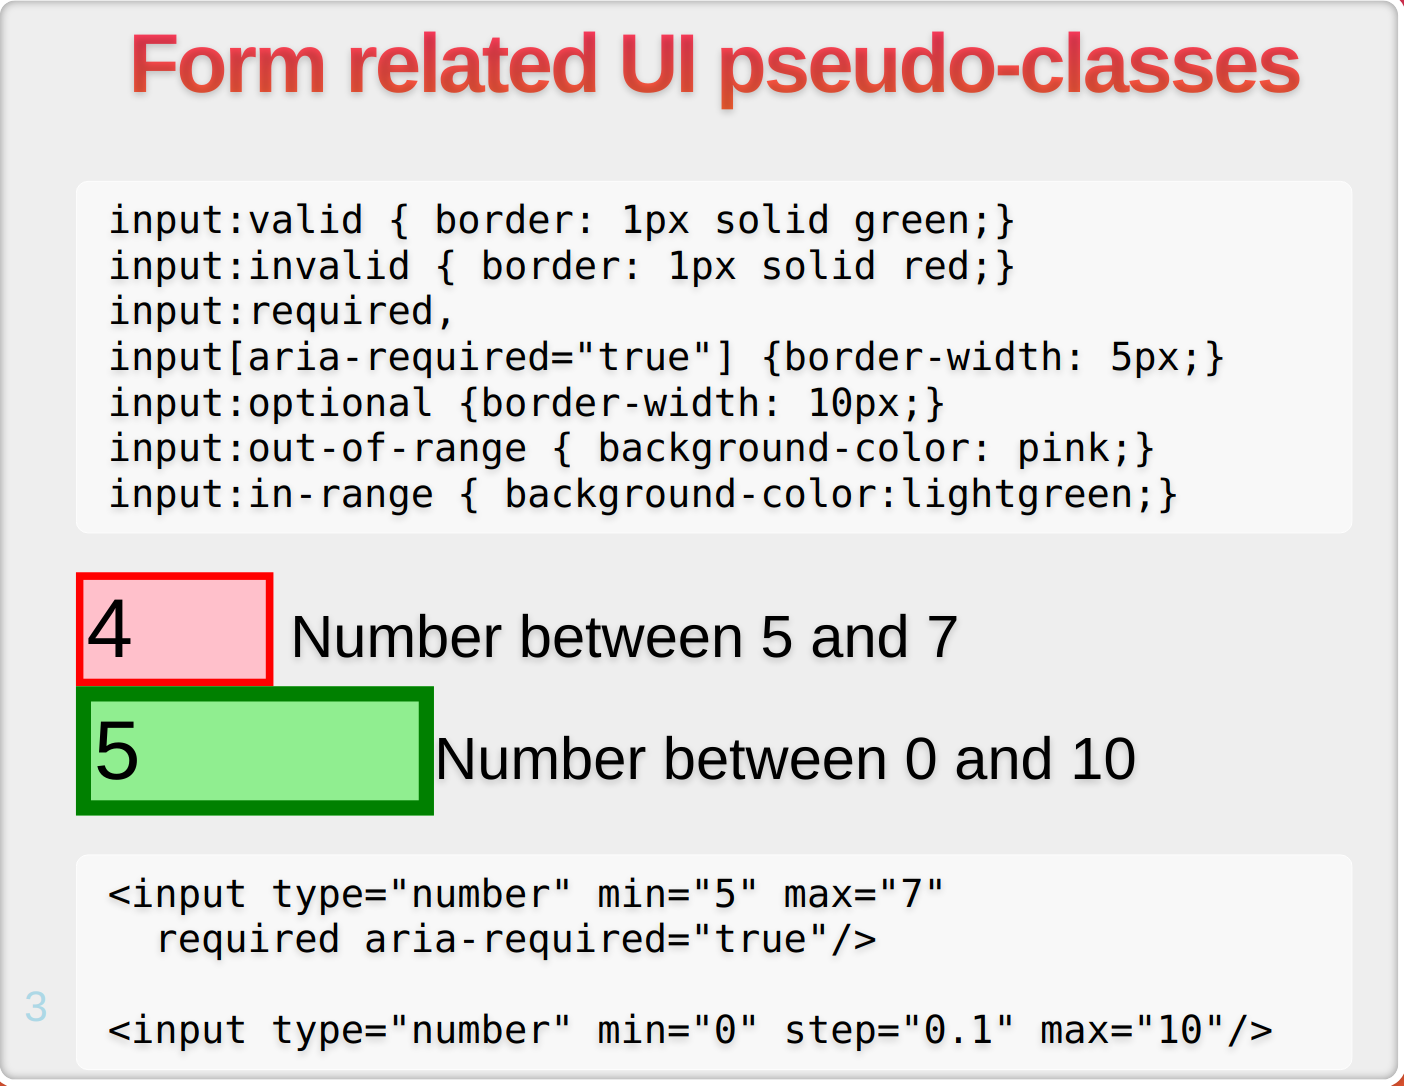 Form related UI pseudo-classes
input:valid { border: 1px solid green;}
input:invalid { border: 1px solid red;}
input:required,
input[aria-required="true"] {border-width: 5px;}
input:optional {border-width: 10px;}
input:out-of-range { background-color: pink;}
input:in-range { background-color:lightgreen;}
4 Number between 5 and 7
5 Number between 0 and 10
<input type="number" min="5" max="7"
  required aria-required="true"/>
<input type="number" min="0" step="0.1" max="10"/>
3